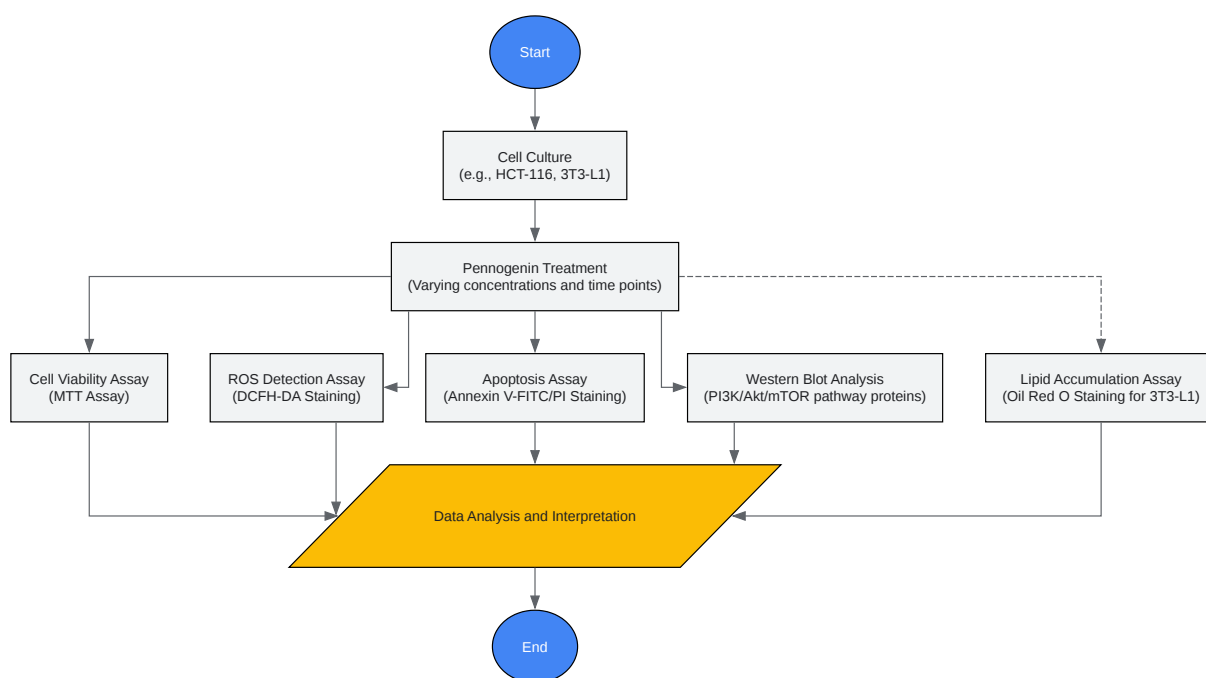 Start
Cell Culture
(e.g., HCT-116, 3T3-L1)
Pennogenin Treatment
(Varying concentrations and time points)
Cell Viability Assay
(MTT Assay)
ROS Detection Assay
(DCFH-DA Staining)
Apoptosis Assay
(Annexin V-FITC/PI Staining)
Western Blot Analysis
(PI3K/Akt/mTOR pathway proteins)
Lipid Accumulation Assay
(Oil Red O Staining for 3T3-L1)
Data Analysis and Interpretation
End